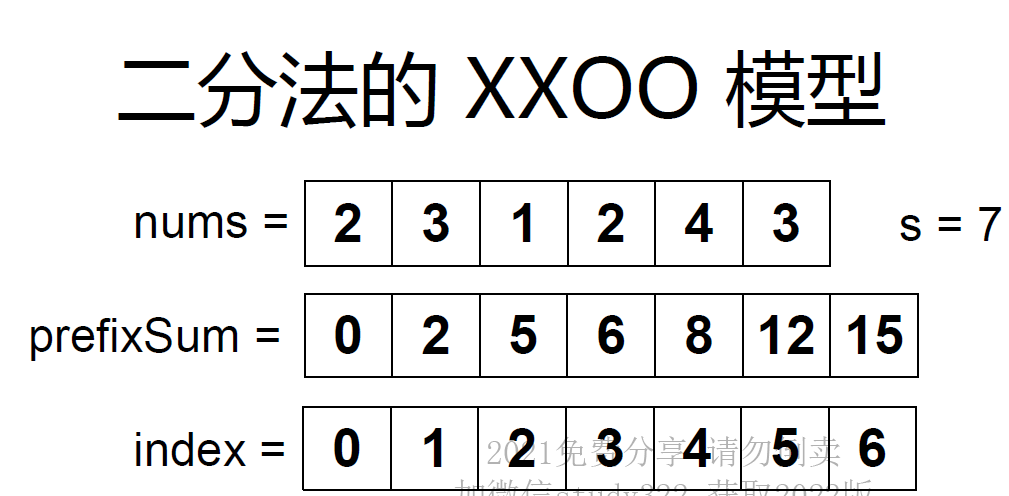 二分法的 XXOO 模型
nums = 2 3 1 2 4 3 s = 7
prefixSum = 0 2 5 6 8 12 15
index = 0 1 2 3 4 5 6
2021免费分享 请勿倒卖
加微信study322 获取2022版